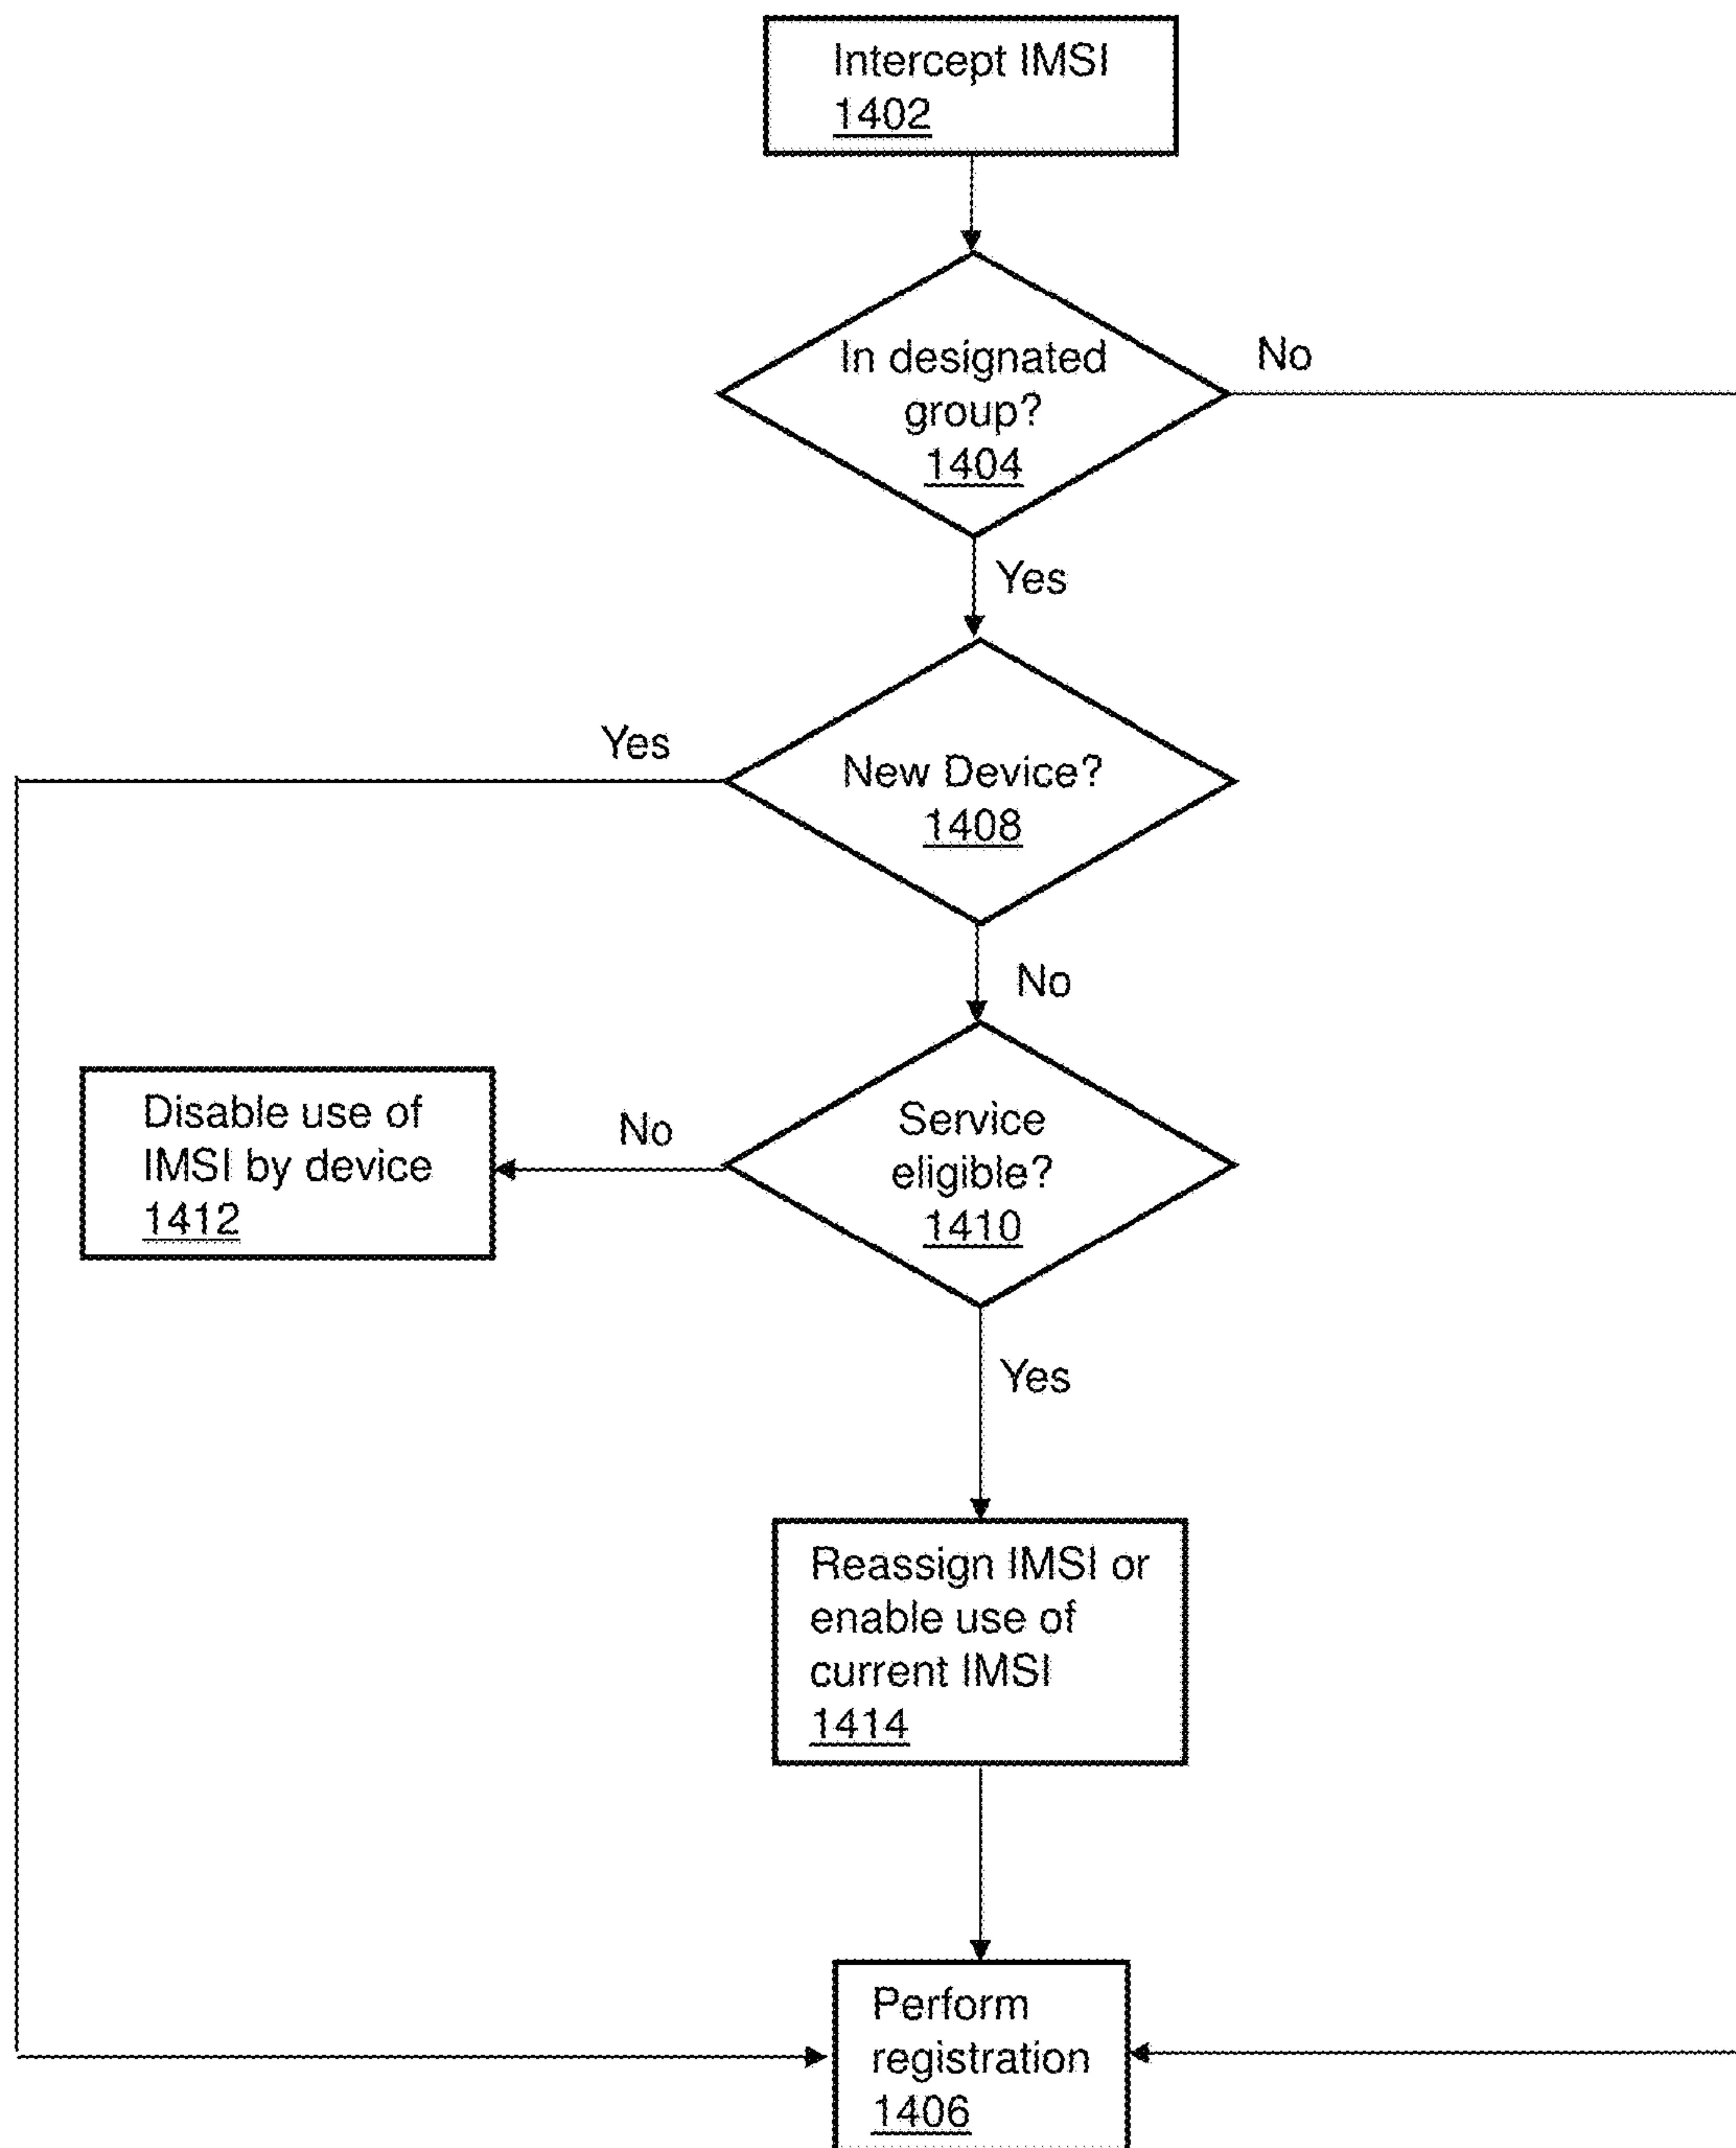 Intercept IMSI
1402
In designated
group?
1404
No
Yes
New Device?
1408
Yes
No
Service
eligible?
1410
No
Disable use of
IMSI by device
1412
Yes
Reassign IMSI or
enable use of
current IMSI
1414
Perform
registration
1406